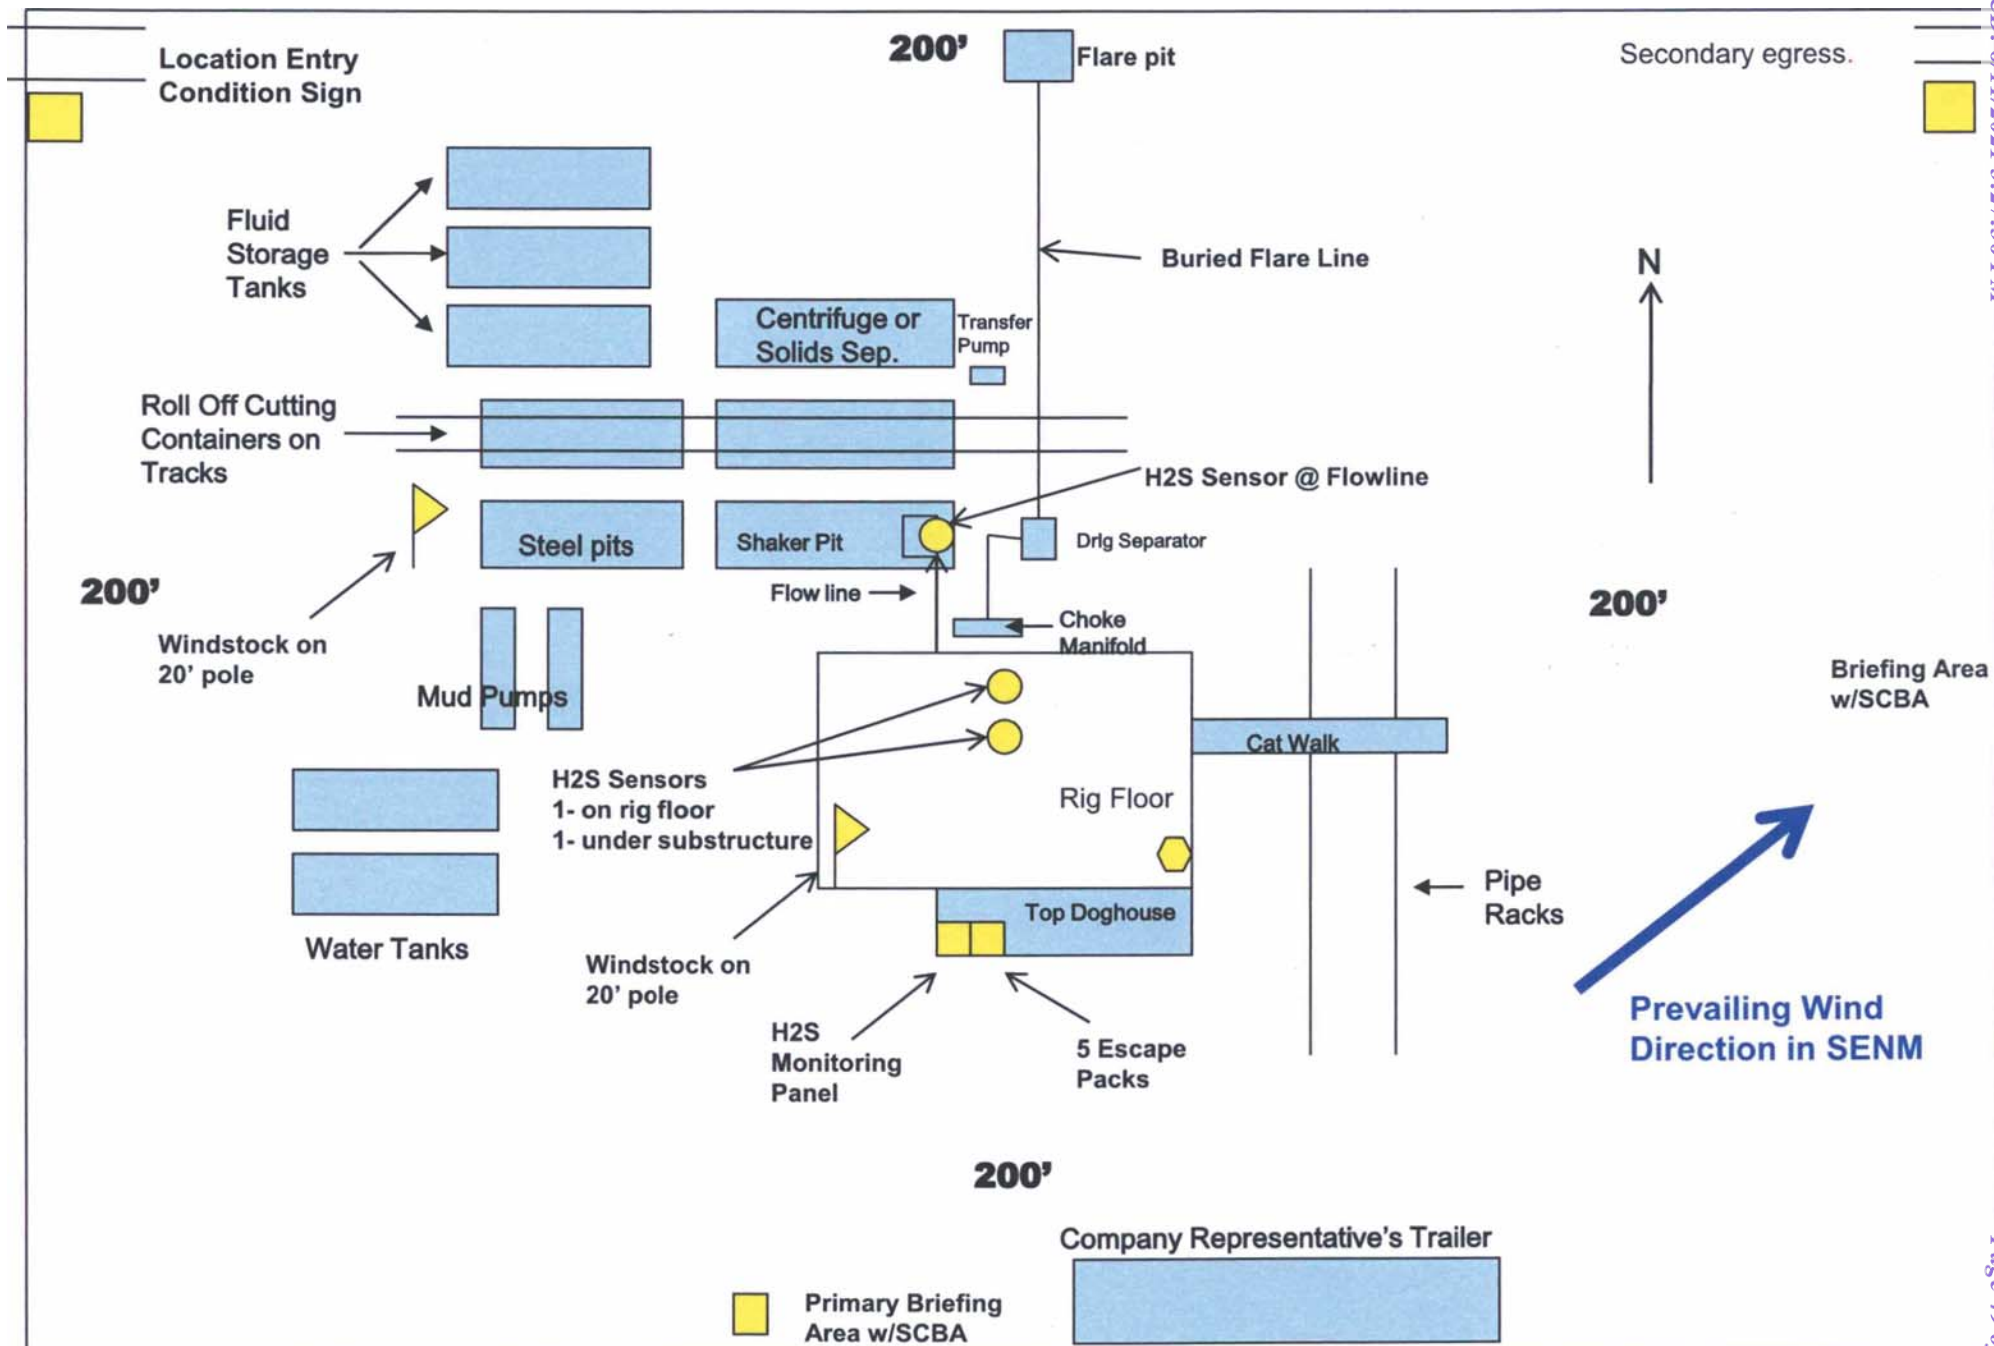 Location Entry
Condition Sign
200'
Flare pit
Secondary egress.
Fluid
Storage
Tanks
Buried Flare Line
N
Centrifuge or
Solids Sep.
Transfer
Pump
Roll Off Cutting
Containers on
Tracks
H2S Sensor @ Flowline
Steel pits
Shaker Pit
Drlg Separator
Flow line
200'
200'
Choke
Manifold
Windstock on
20' pole
Mud Pumps
Briefing Area
w/SCBA
Cat Walk
H2S Sensors
1- on rig floor
1- under substructure
Rig Floor
Pipe
Racks
Top Doghouse
Water Tanks
Windstock on
20' pole
H2S
Monitoring
Panel
5 Escape
Packs
Prevailing Wind
Direction in SENM
200'
Company Representative's Trailer
Primary Briefing
Area w/SCBA